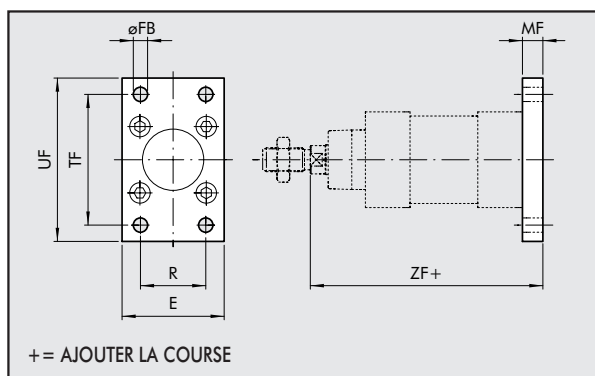 øFB
MF
UF
TF
R
E
ZF+
+= AJOUTER LA COURSE